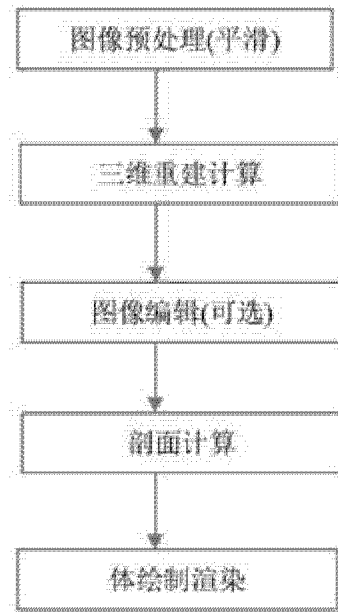 图像预处理(平滑)
三维重建计算
图像编辑(可选)
剖面计算
体绘制渲染